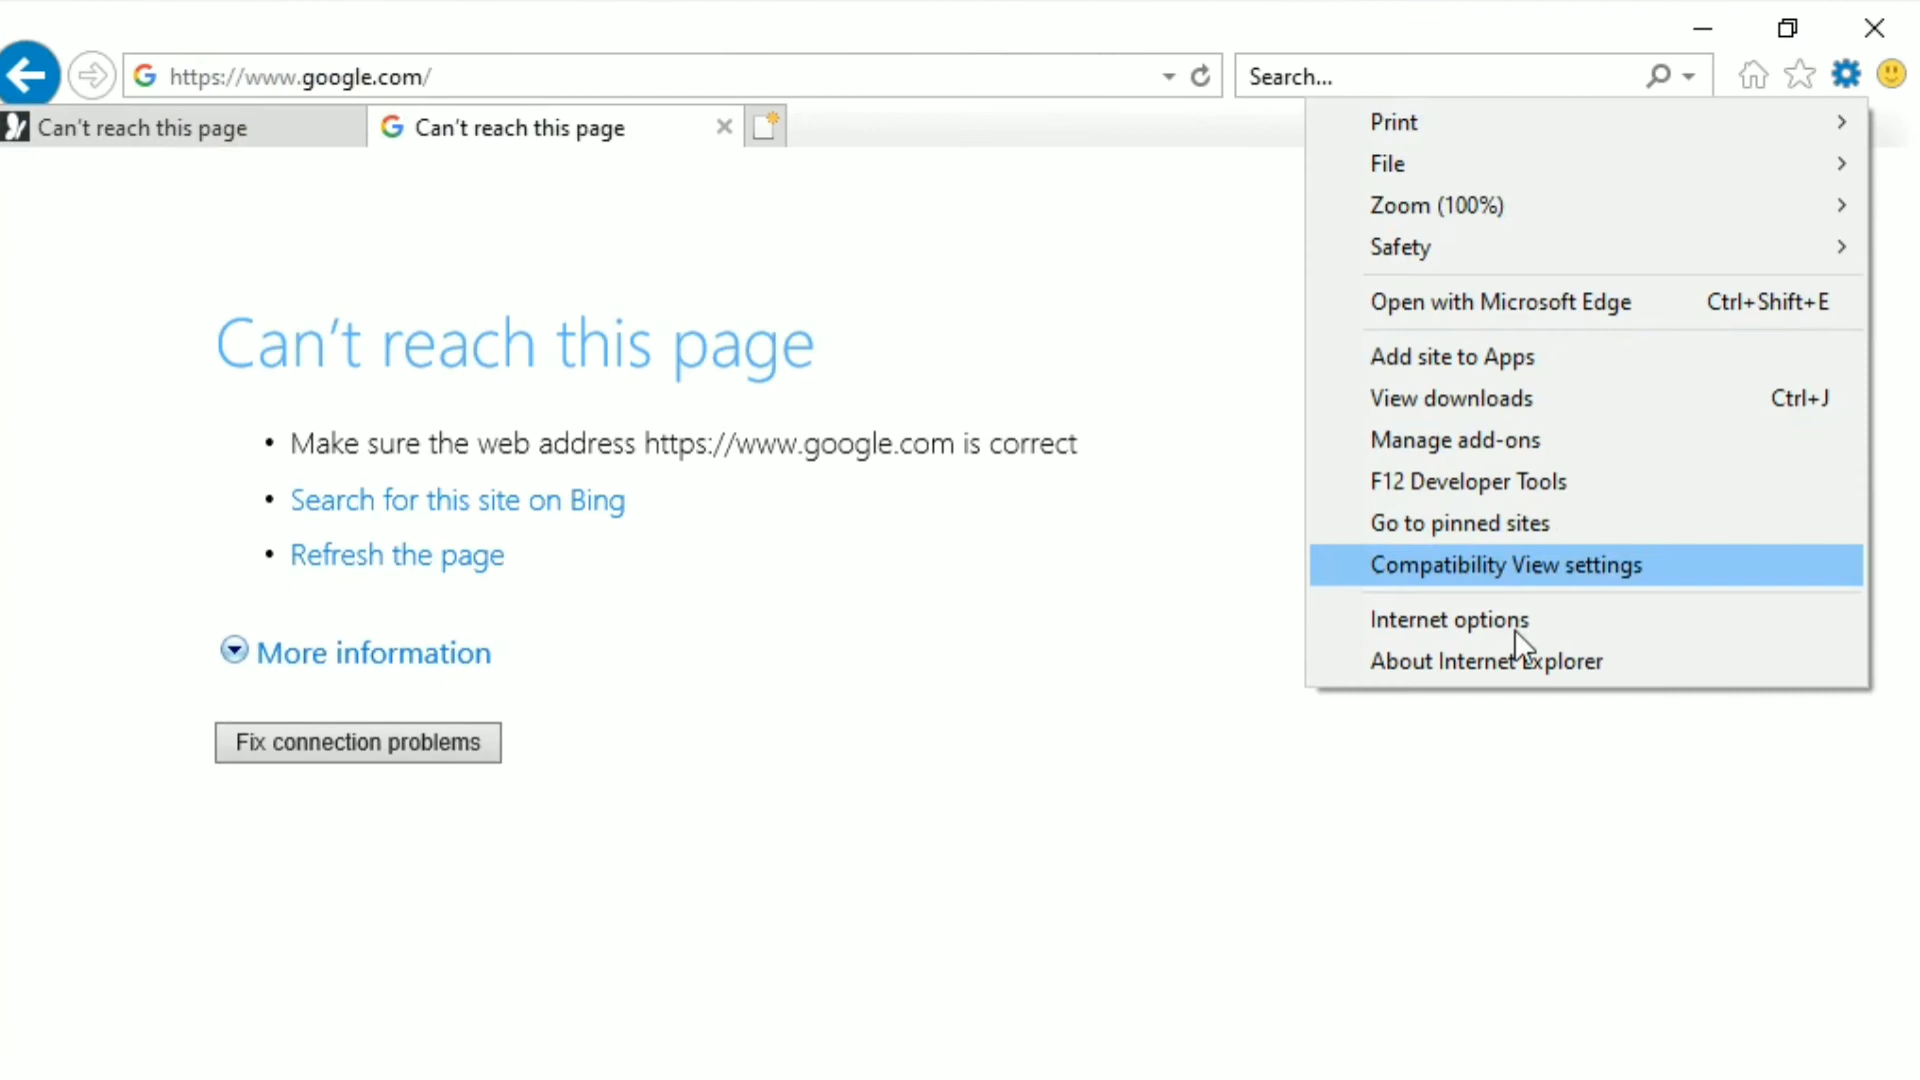 https://www.google.com/
Search...
Can't reach this page
Can't reach this page
Print
File
Zoom (100%)
Safety
Open with Microsoft Edge Ctrl+Shift+E
Add site to Apps
View downloads Ctrl+J
Manage add-ons
F12 Developer Tools
Go to pinned sites
Compatibility View settings
Internet options
About Internet Explorer
Can't reach this page
• Make sure the web address https://www.google.com is correct
• Search for this site on Bing
• Refresh the page
More information
Fix connection problems